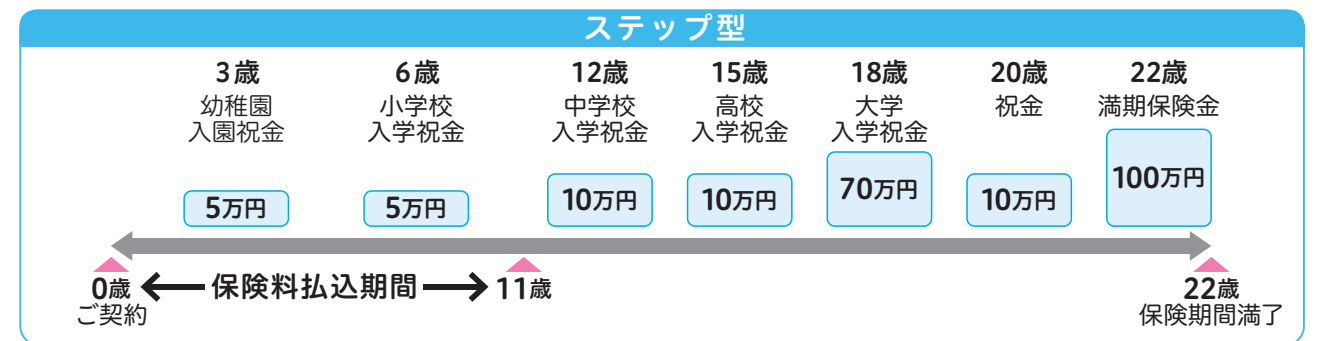 ステップ型
3歳 6歳 12歳 15歳 18歳 20歳 22歳
幼稚園 小学校 中学校 高校 大学 祝金 満期保険金
入園祝金 入学祝金 入学祝金 入学祝金 入学祝金
5万円 5万円 10万円 10万円 70万円 10万円 100万円
0歳 保険料払込期間 11歳 22歳
ご契約 保険期間満了